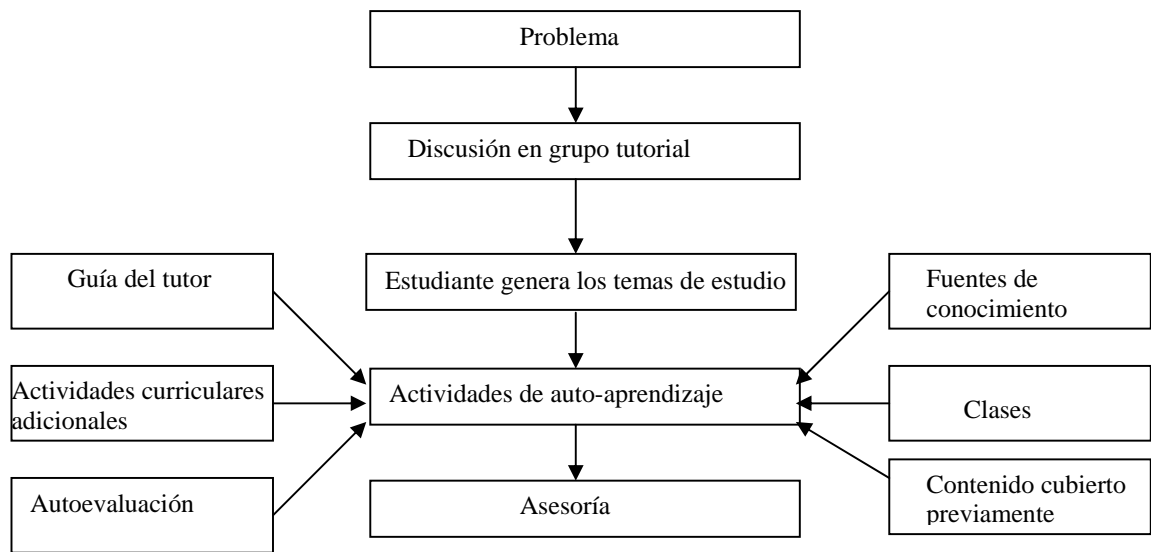 Problema
Discusión en grupo tutorial
Estudiante genera los temas de estudio
Guía del tutor
Fuentes de
conocimiento
Actividades curriculares
adicionales
Actividades de auto-aprendizaje
Clases
Autoevaluación
Asesoría
Contenido cubierto
previamente